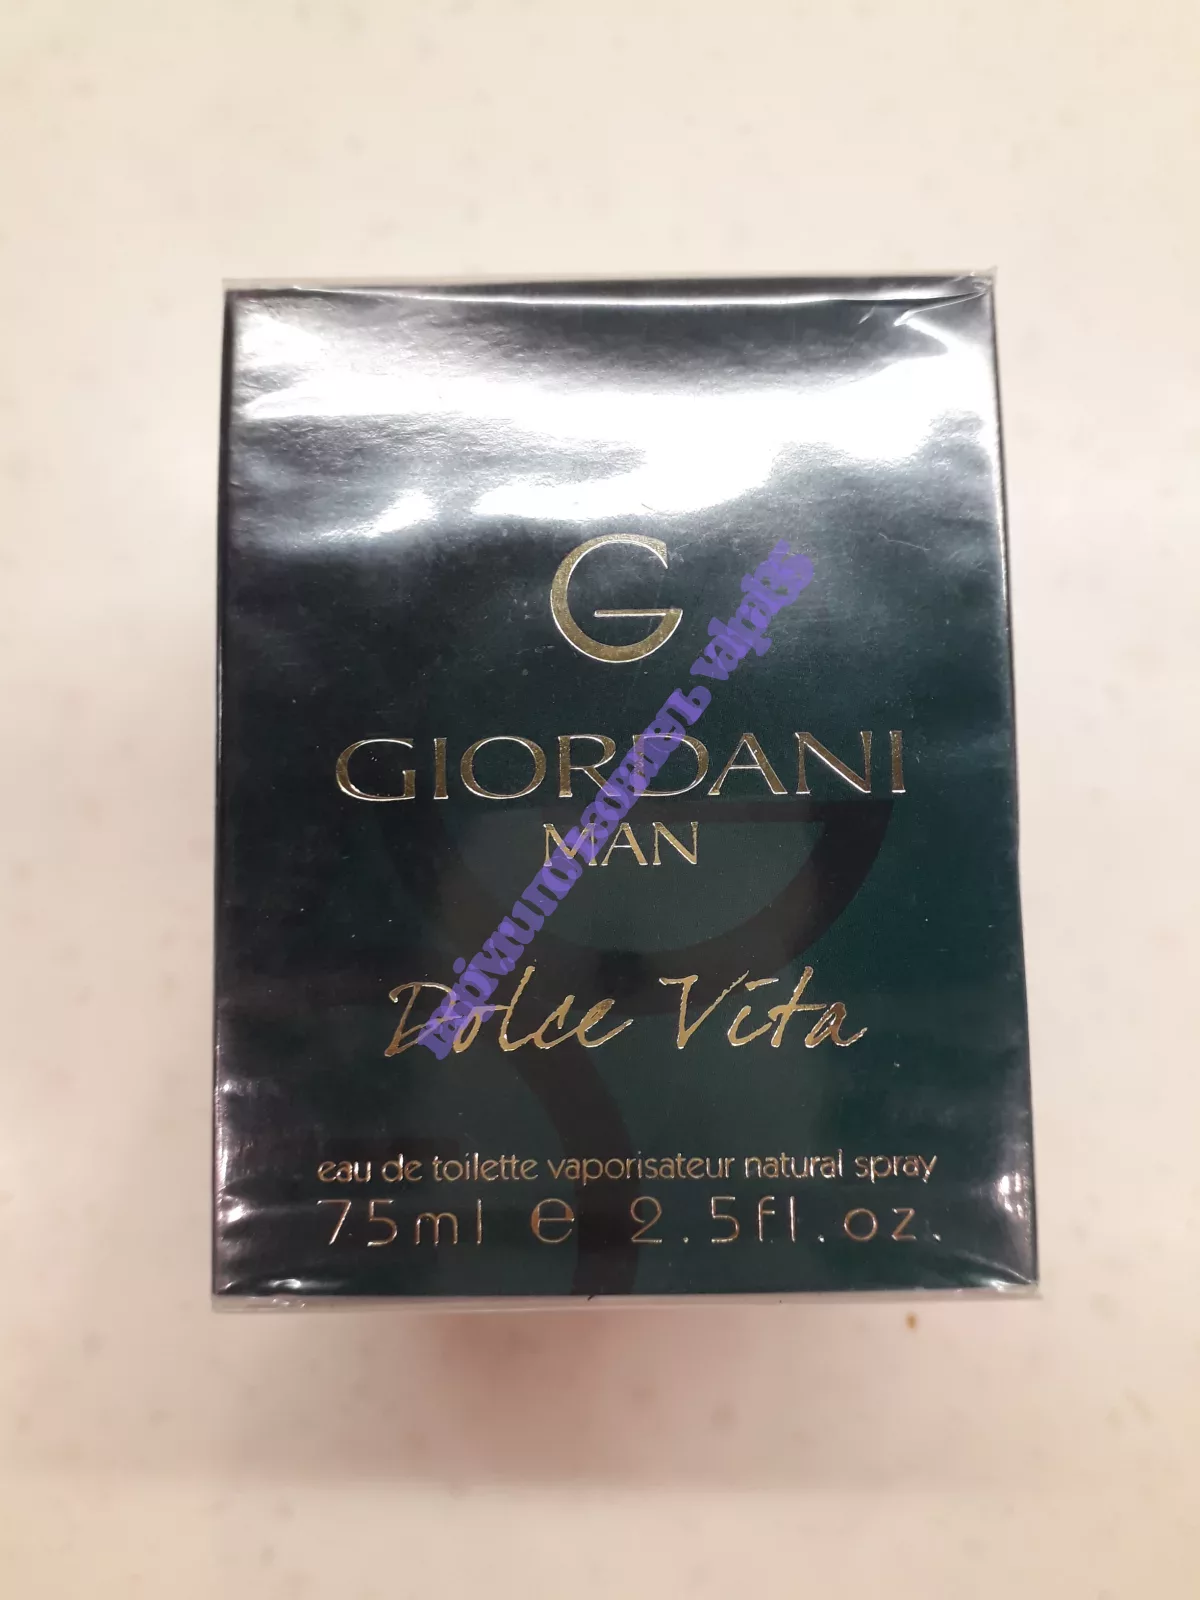 G
GIORDANI
MAN
Dolce Vita
eau de toilette vaporisateur natural spray
75ml e 2.5fl.oz.